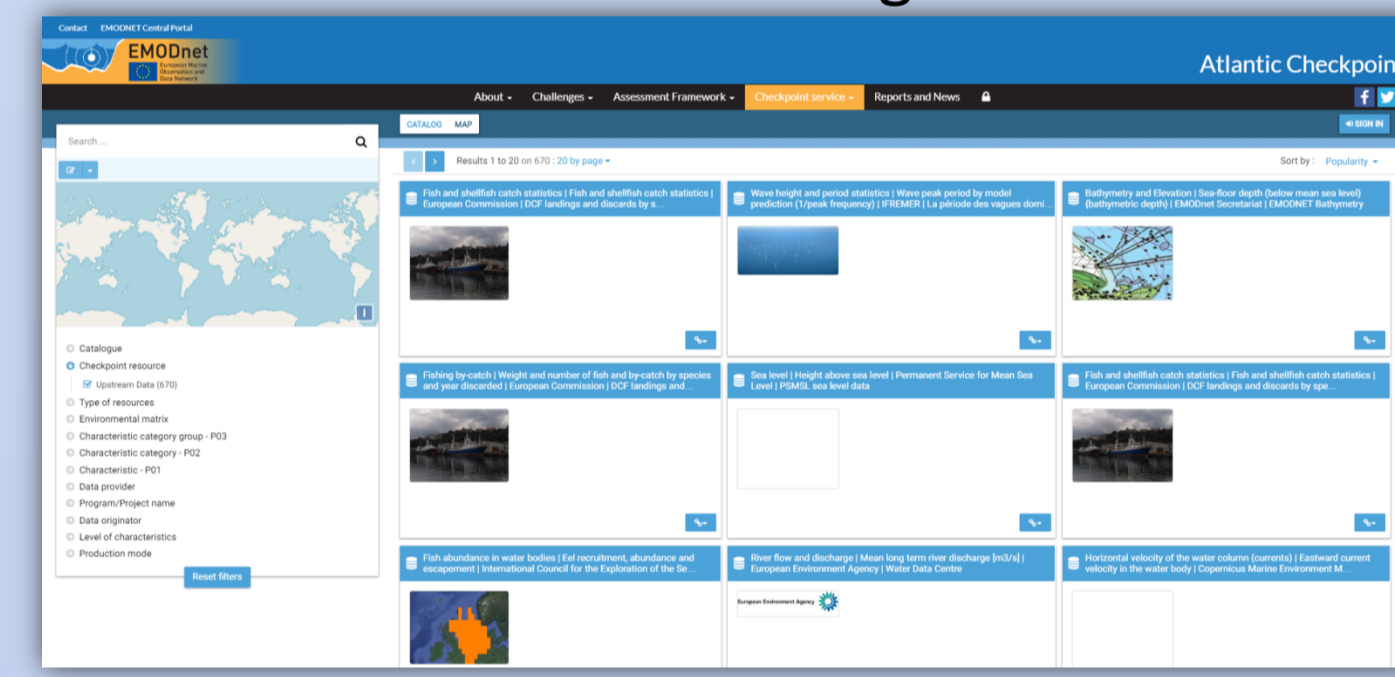 Contact EMODNET Central Portal
EMODnet
European Marine
Observation and
Data Network
Atlantic Checkpoin
About Challenges Assessment Framework Checkpoint service Reports and News
CATALOG MAP
SIGN IN
Search ...
Results 1 to 20 on 670 : 20 by page
Sort by : Popularity
Fish and shellfish catch statistics | Fish and shellfish catch statistics |
European Commission | DCF landings and discards by s...
Wave height and period statistics | Wave peak period by model
prediction (1/peak frequency) | IFREMER | La période des vagues domi...
Bathymetry and Elevation | Sea-floor depth (below mean sea level)
(bathymetric depth) | EMODnet Secretariat | EMODNET Bathymetry
Catalogue
Checkpoint resource
Upstream Data (670)
Type of resources
Environmental matrix
Characteristic category group - P03
Characteristic category - P02
Characteristic - P01
Data provider
Program/Project name
Data originator
Level of characteristics
Production mode
Reset filters
Fishing by-catch | Weight and number of fish and by-catch by species
and year discarded | European Commission | DCF landings and...
Sea level | Height above sea level | Permanent Service for Mean Sea
Level | PSMSL sea level data
Fish and shellfish catch statistics | Fish and shellfish catch statistics |
European Commission | DCF landings and discards by spe...
Fish abundance in water bodies | Eel recruitment, abundance and
escapement | International Council for the Exploration of the Se...
River flow and discharge | Mean long term river discharge [m3/s] |
European Environment Agency | Water Data Centre
European Environment Agency
Horizontal velocity of the water column (currents) | Eastward current
velocity in the water body | Copernicus Marine Environment M...